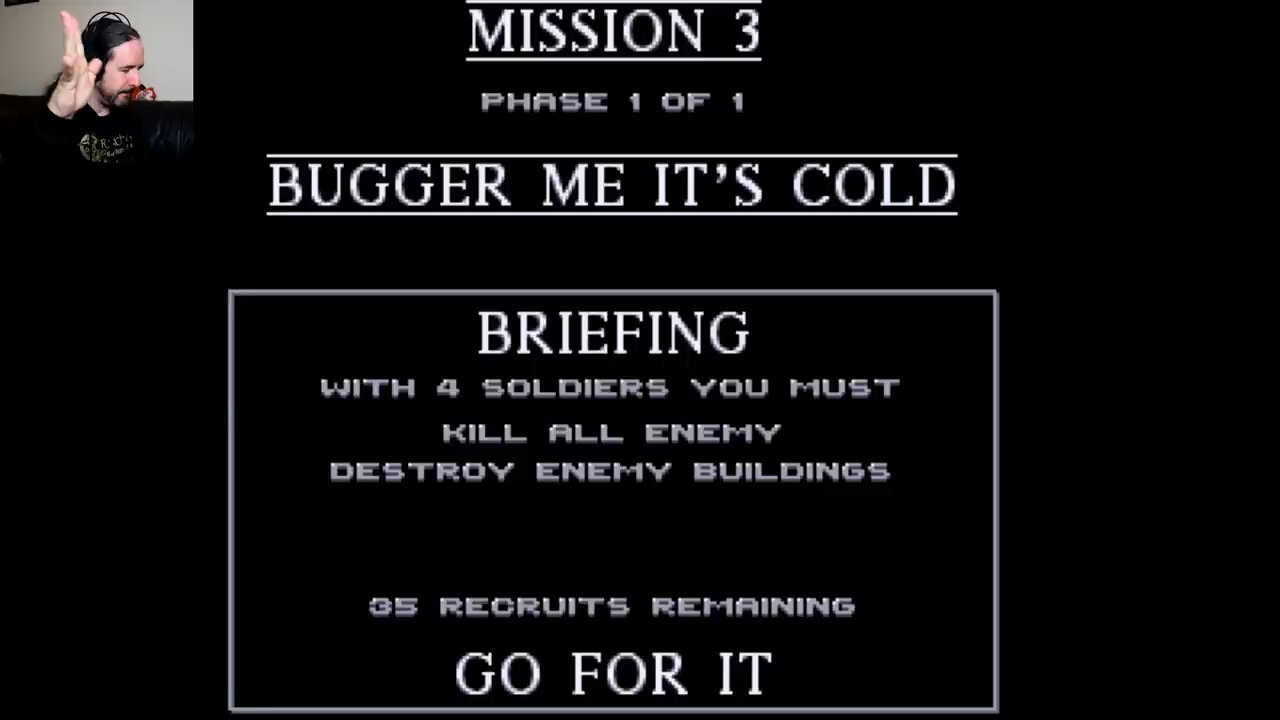 MISSION 3
PHASE 1 OF 1
BUGGER ME IT'S COLD
BRIEFING
WITH 4 SOLDIERS YOU MUST
KILL ALL ENEMY
DESTROY ENEMY BUILDINGS
35 RECRUITS REMAINING
GO FOR IT